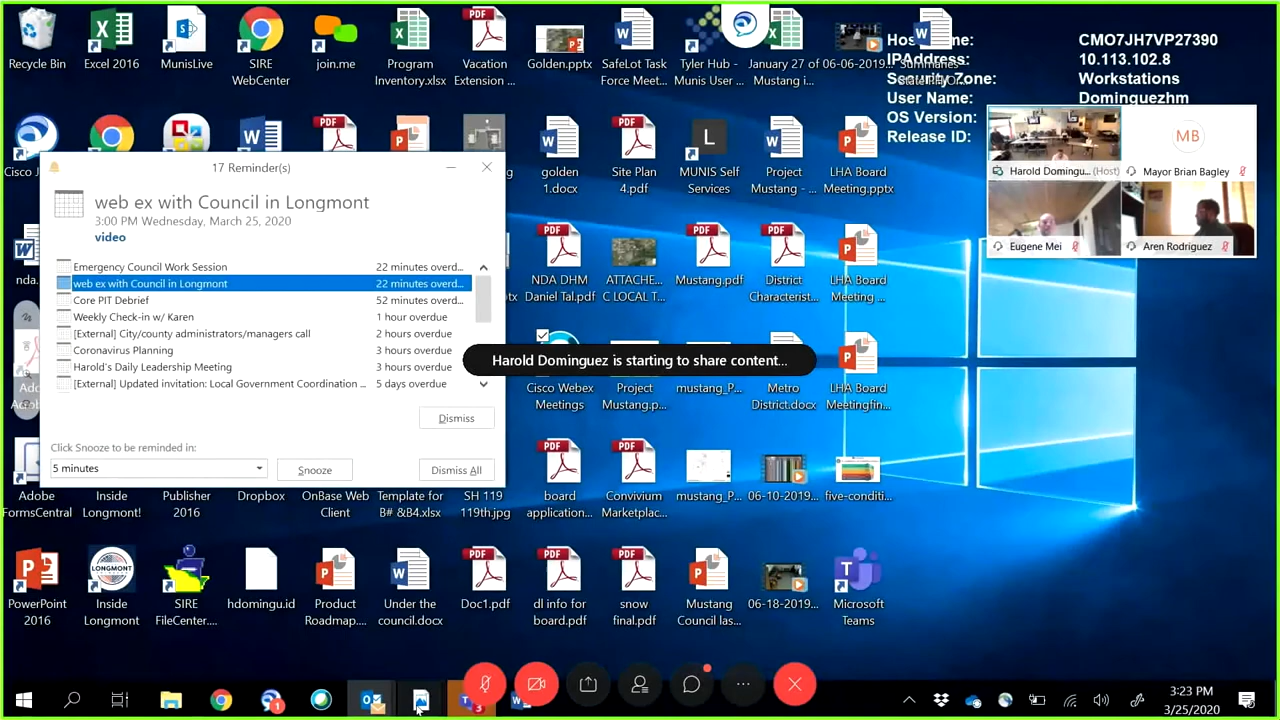 Recycle Bin
Excel 2016
MunisLive
SIRE WebCenter
join.me
Program Inventory.xlsx
Vacation Extension ...
Golden.pptx
SafeLot Task Force Meet...
Tyler Hub - Munis User ...
January 27 of Mustang i...
06-06-2019...
IPAddress:
Security Zone:
User Name:
OS Version:
Release ID:
CMO7JH7VP27390
10.113.102.8
Workstations
Dominguezhm
Harold Domingu... (Host)
MB
Mayor Brian Bagley
Eugene Mei
Aren Rodriguez
17 Reminder(s)
web ex with Council in Longmont
3:00 PM Wednesday, March 25, 2020
video
Emergency Council Work Session 22 minutes overd...
web ex with Council in Longmont 22 minutes overd...
Core PIT Debrief 52 minutes overd...
Weekly Check-in w/ Karen 1 hour overdue
[External] City/county administrators/managers call 2 hours overdue
Coronavirus Planning 3 hours overdue
Harold's Daily Leadership Meeting 3 hours overdue
[External] Updated invitation: Local Government Coordination ... 5 days overdue
Dismiss
Click Snooze to be reminded in:
5 minutes
Snooze
Dismiss All
golden 1.docx
Site Plan 4.pdf
L
MUNIS Self Services
Project Mustang - ...
LHA Board Meeting.pptx
nda.
NDA DHM Daniel Tal.pdf
ATTACHE... C LOCAL T...
Mustang.pdf
District Characterist...
LHA Board Meeting ...
Harold Dominguez is starting to share content...
Cisco Webex Meetings
Project Mustang.p...
mustang_P...
Metro District.docx
LHA Board Meetingfin...
Adobe FormsCentral
Inside Longmont!
Publisher 2016
Dropbox
OnBase Web Client
Template for B# &B4.xlsx
SH 119 119th.jpg
board application...
Convivium Marketplac...
mustang_P...
06-10-2019...
five-conditi...
PowerPoint 2016
LONGMONT
Inside Longmont
SIRE FileCenter....
hdomingu.id
Product Roadmap....
Under the council.docx
Doc1.pdf
dl info for board.pdf
snow final.pdf
Mustang Council las...
06-18-2019...
Microsoft Teams
3:23 PM
3/25/2020